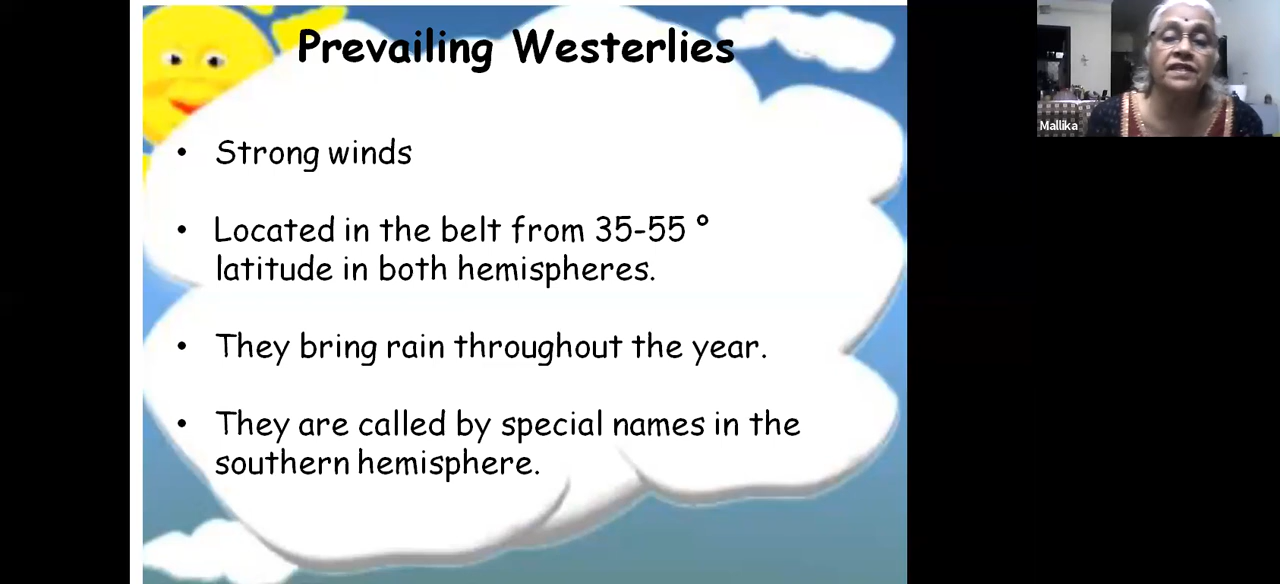 Prevailing Westerlies
• Strong winds
• Located in the belt from 35-55 °
latitude in both hemispheres.
• They bring rain throughout the year.
• They are called by special names in the
southern hemisphere.
Mallika